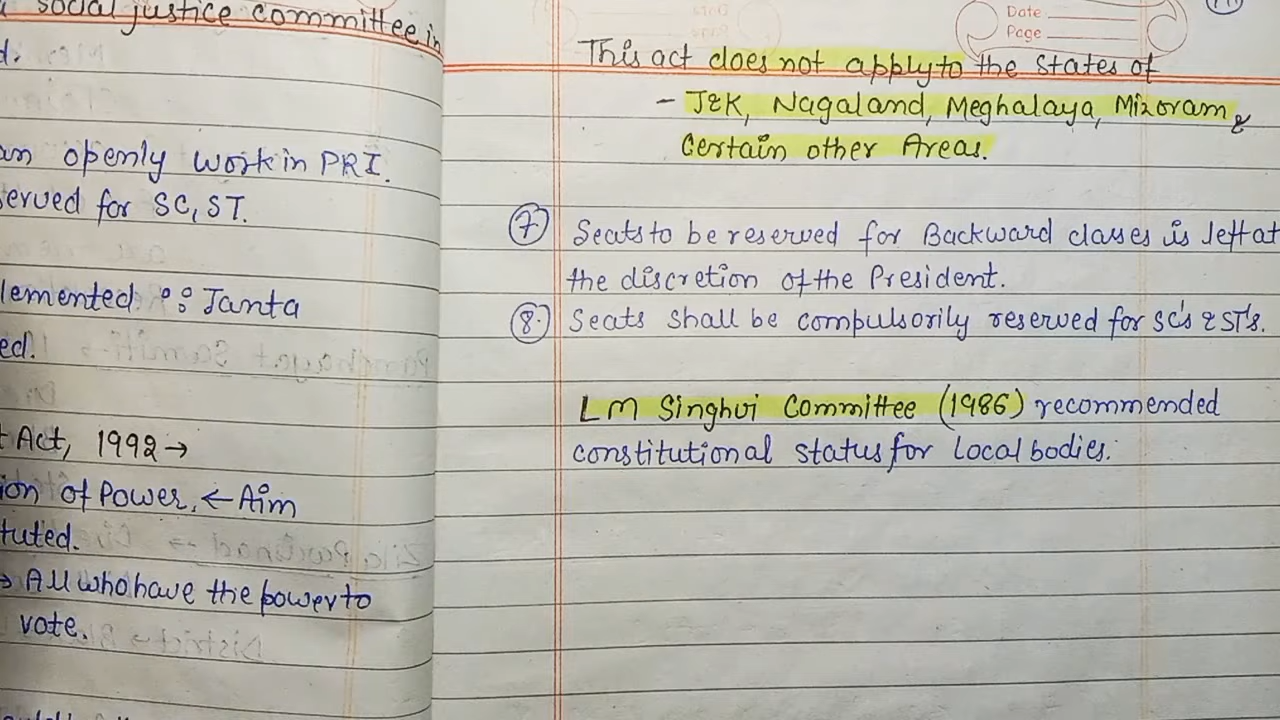 social justice committee in
d.
openly work in PRI.
served for SC, ST.
lemented Janta
ed.
Act, 1992 →
ion of Power. ← Aim
tuted.
→ All who have the power to
vote.
Date
Page
This act does not apply to the states of
- J&K, Nagaland, Meghalaya, Mizoram &
Certain other Areas.
7. Seats to be reserved for Backward classes is left at
the discretion of the President.
8. Seats shall be compulsorily reserved for SC's & ST's.
LM Singhvi Committee (1986) recommended
constitutional status for local bodies.